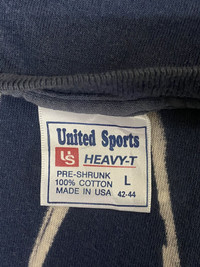 United Sports
US HEAVY-T
PRE-SHRUNK
100% COTTON
MADE IN USA
L
42-44